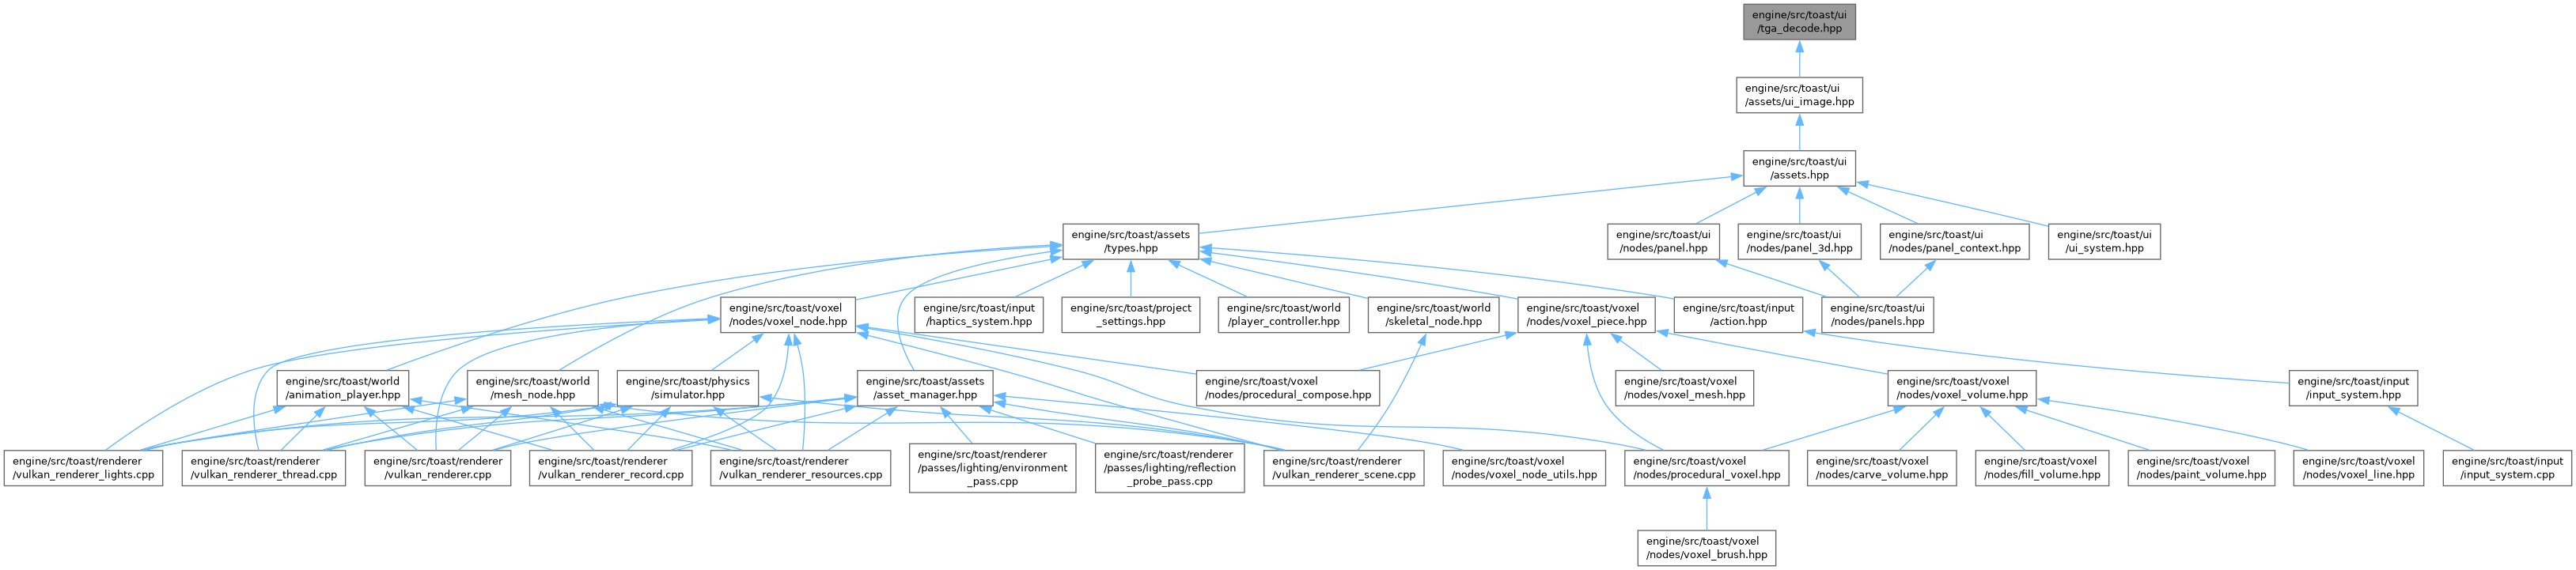 engine/src/toast/ui
/tga_decode.hpp
engine/src/toast/ui
/assets/ui_image.hpp
engine/src/toast/ui
/assets.hpp
engine/src/toast/assets
/types.hpp
engine/src/toast/ui
/nodes/panel.hpp
engine/src/toast/ui
/nodes/panel_3d.hpp
engine/src/toast/ui
/nodes/panel_context.hpp
engine/src/toast/ui
/ui_system.hpp
engine/src/toast/voxel
/nodes/voxel_node.hpp
engine/src/toast/input
/haptics_system.hpp
engine/src/toast/project
_settings.hpp
engine/src/toast/world
/player_controller.hpp
engine/src/toast/world
/skeletal_node.hpp
engine/src/toast/voxel
/nodes/voxel_piece.hpp
engine/src/toast/input
/action.hpp
engine/src/toast/ui
/nodes/panels.hpp
engine/src/toast/world
/animation_player.hpp
engine/src/toast/world
/mesh_node.hpp
engine/src/toast/physics
/simulator.hpp
engine/src/toast/assets
/asset_manager.hpp
engine/src/toast/voxel
/nodes/procedural_compose.hpp
engine/src/toast/voxel
/nodes/voxel_mesh.hpp
engine/src/toast/voxel
/nodes/voxel_volume.hpp
engine/src/toast/input
/input_system.hpp
engine/src/toast/renderer
/vulkan_renderer_lights.cpp
engine/src/toast/renderer
/vulkan_renderer_thread.cpp
engine/src/toast/renderer
/vulkan_renderer.cpp
engine/src/toast/renderer
/vulkan_renderer_record.cpp
engine/src/toast/renderer
/vulkan_renderer_resources.cpp
engine/src/toast/renderer
/passes/lighting/environment
_pass.cpp
engine/src/toast/renderer
/passes/lighting/reflection
_probe_pass.cpp
engine/src/toast/renderer
/vulkan_renderer_scene.cpp
engine/src/toast/voxel
/nodes/voxel_node_utils.hpp
engine/src/toast/voxel
/nodes/procedural_voxel.hpp
engine/src/toast/voxel
/nodes/carve_volume.hpp
engine/src/toast/voxel
/nodes/fill_volume.hpp
engine/src/toast/voxel
/nodes/paint_volume.hpp
engine/src/toast/voxel
/nodes/voxel_line.hpp
engine/src/toast/input
/input_system.cpp
engine/src/toast/voxel
/nodes/voxel_brush.hpp